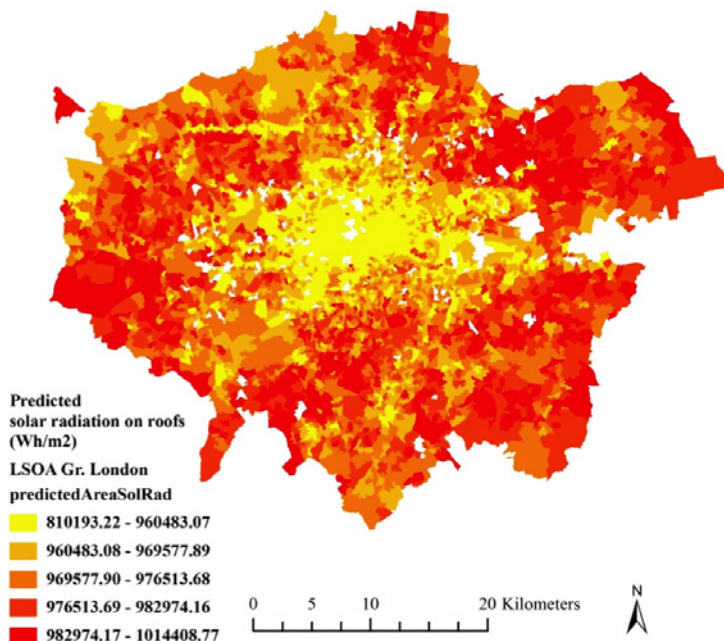 Predicted
solar radiation on roofs
(Wh/m2)
LSOA Gr. London
predictedAreaSolRad
810193.22 - 960483.07
960483.08 - 969577.89
969577.90 - 976513.68
976513.69 - 982974.16
982974.17 - 1014408.77
0 5 10 20 Kilometers
N